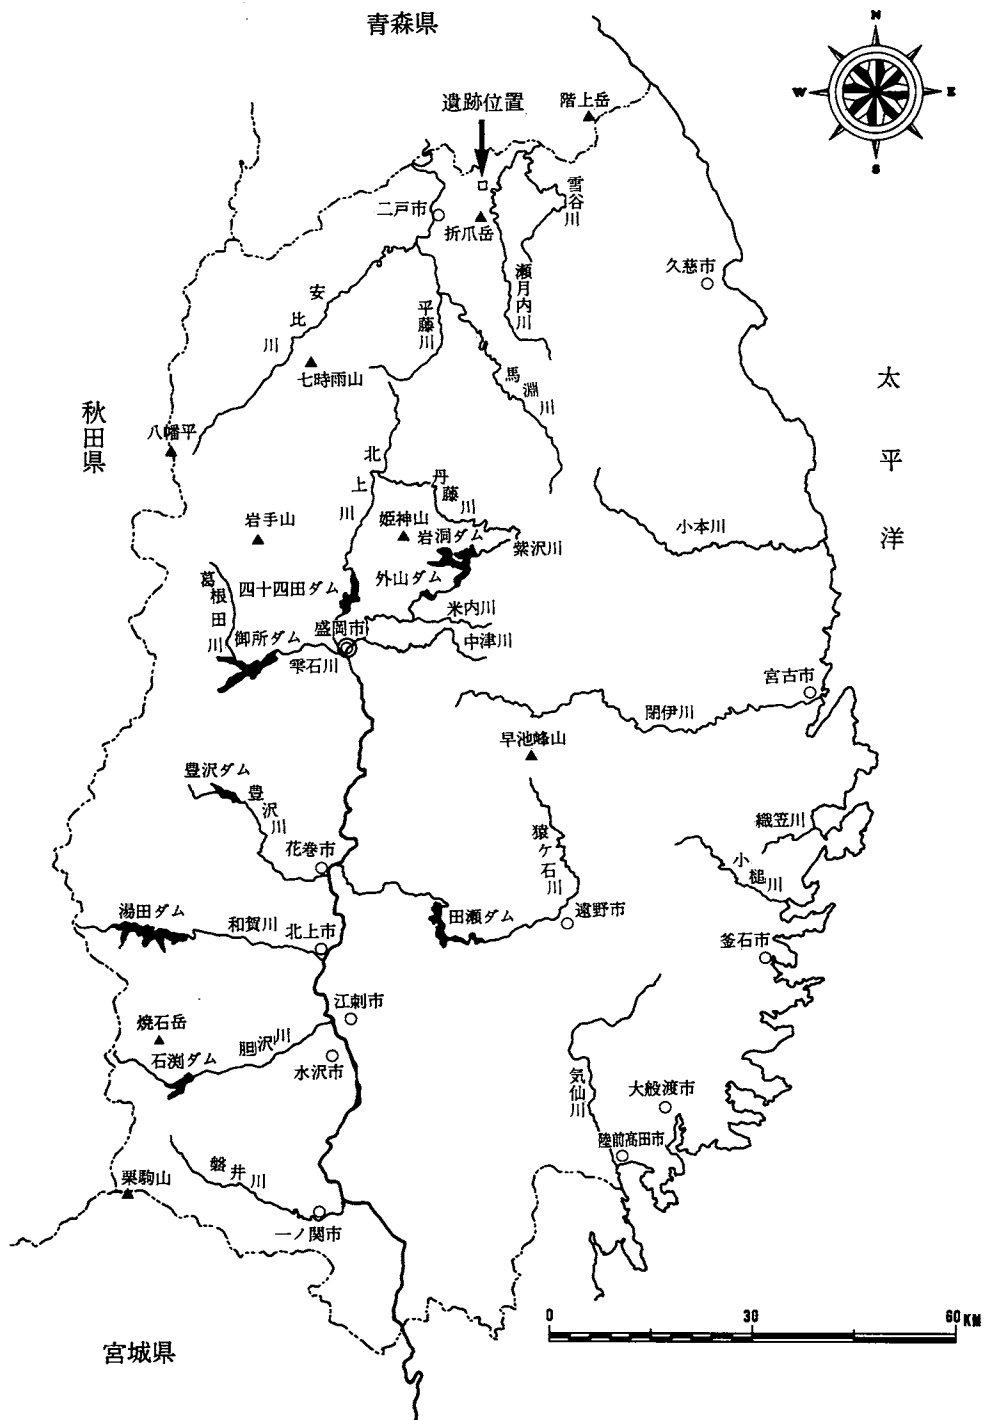 青森県
N
W
E
S
階上岳
遺跡位置
雪谷川
二戸市
折爪岳
瀬月内川
久慈市
安比川
平藤川
七時雨山
馬淵川
太平洋
秋田県
八幡平
北上川
丹藤川
岩手山
姫神山
岩洞ダム
小本川
紫沢川
葛根田川
四十四田ダム
外山ダム
米内川
盛岡市
中津川
御所ダム
雫石川
宮古市
閉伊川
早池峰山
豊沢ダム
豊沢川
猿ケ石川
織笠川
花巻市
小槌川
湯田ダム
和賀川
北上市
田瀬ダム
遠野市
釜石市
江刺市
焼石岳
胆沢川
石渕ダム
水沢市
気仙川
大般渡市
陸前高田市
磐井川
栗駒山
一ノ関市
0 30 60 KM
宮城県